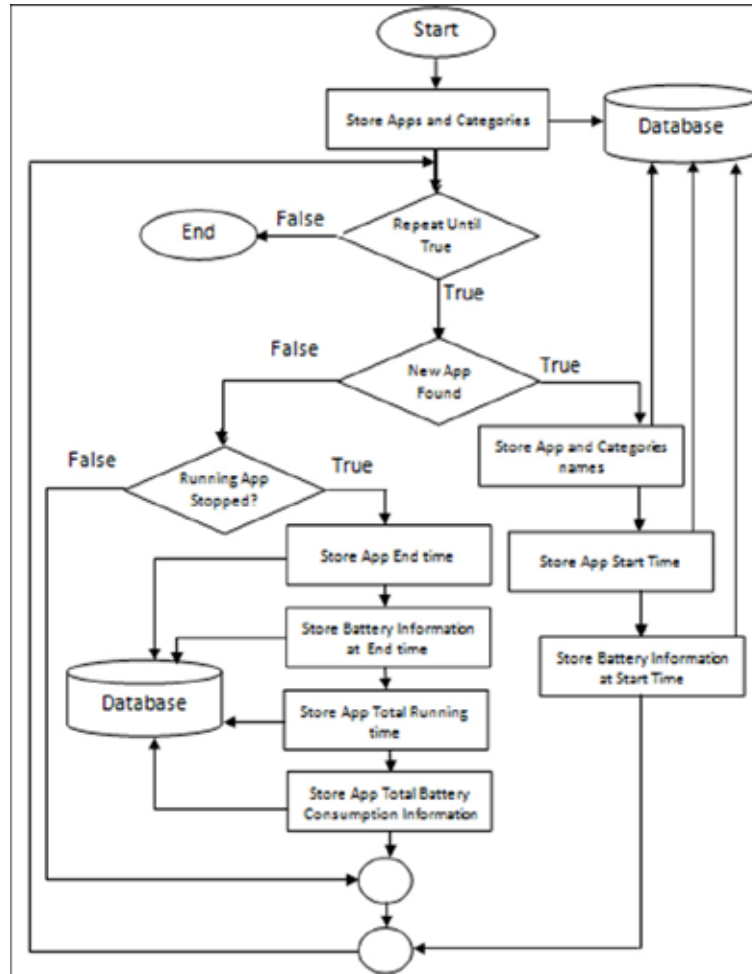 Start
Store Apps and Categories
Database
Repeat Until
True
False
End
True
New App
Found
False
True
Store App and Categories
names
Running App
Stopped?
False
True
Store App End time
Store App Start Time
Store Battery Information
at End time
Store Battery Information
at Start Time
Database
Store App Total Running
time
Store App Total Battery
Consumption Information